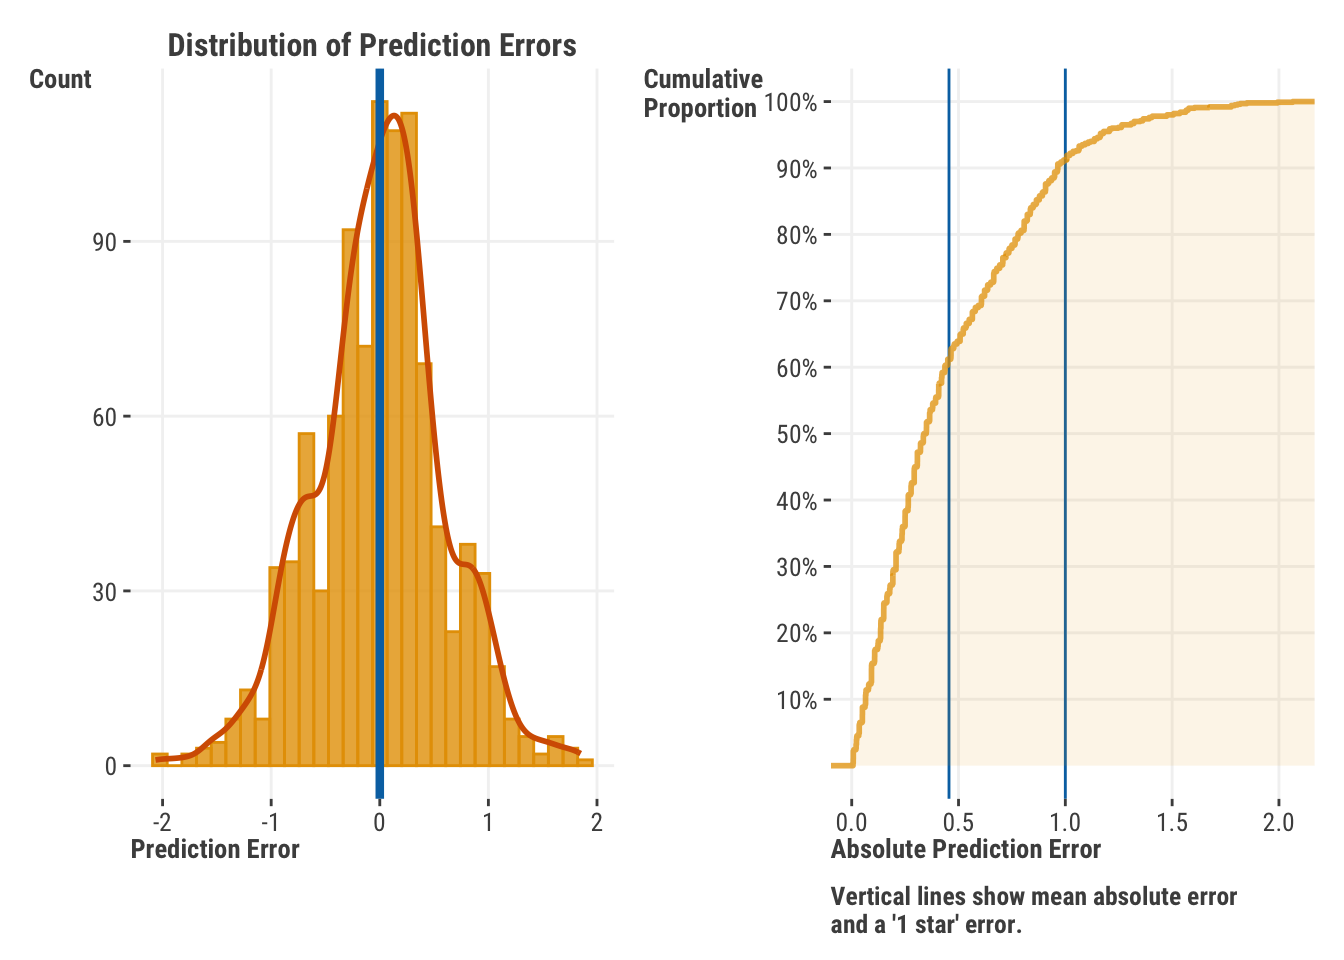 Distribution of Prediction Errors
Count
90
60
30
0
-2 -1 0 1 2
Prediction Error
Cumulative
Proportion
100%
90%
80%
70%
60%
50%
40%
30%
20%
10%
0.0 0.5 1.0 1.5 2.0
Absolute Prediction Error
Vertical lines show mean absolute error
and a '1 star' error.